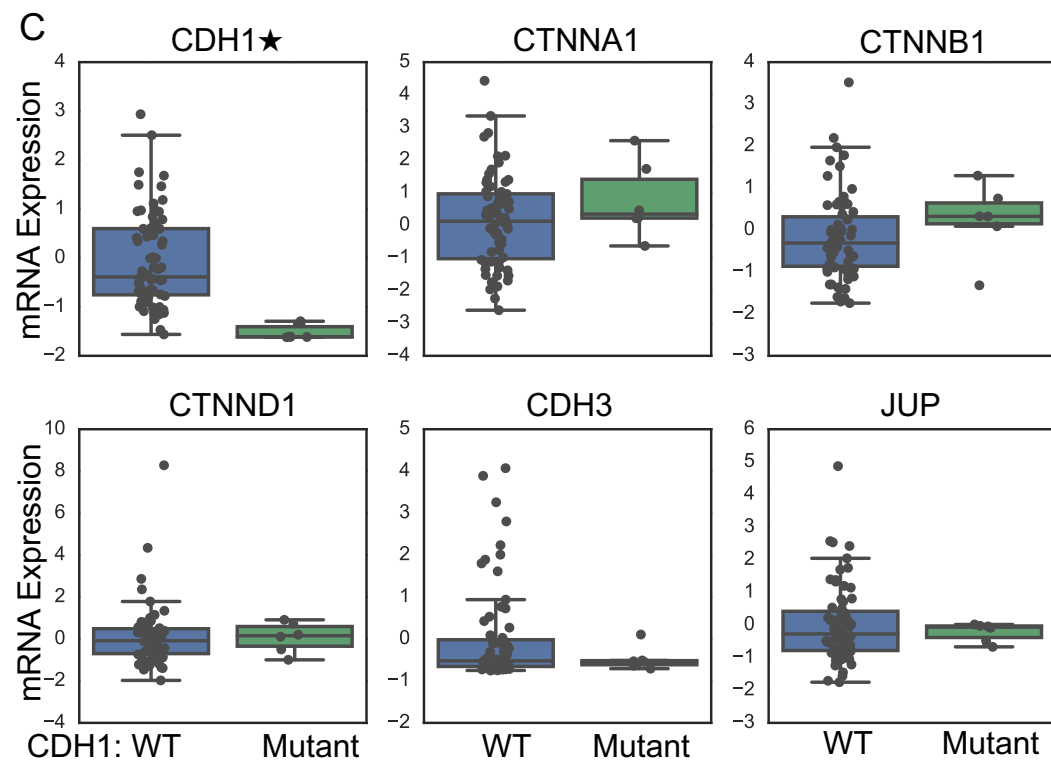 C
CDH1★ CTNNA1 CTNNB1
mRNA Expression
4 3 2 1 0 −1 −2
5 4 3 2 1 0 −1 −2 −3 −4
4 3 2 1 0 −1 −2 −3
CTNND1 CDH3 JUP
mRNA Expression
10 8 6 4 2 0 −2 −4
5 4 3 2 1 0 −1 −2
6 5 4 3 2 1 0 −1 −2 −3
CDH1: WT Mutant WT Mutant WT Mutant